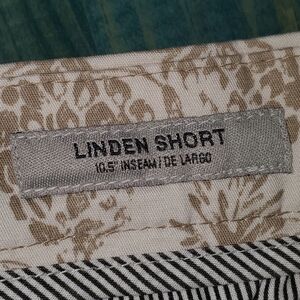 LINDEN SHORT
10.5" INSEAM / DE LARGO